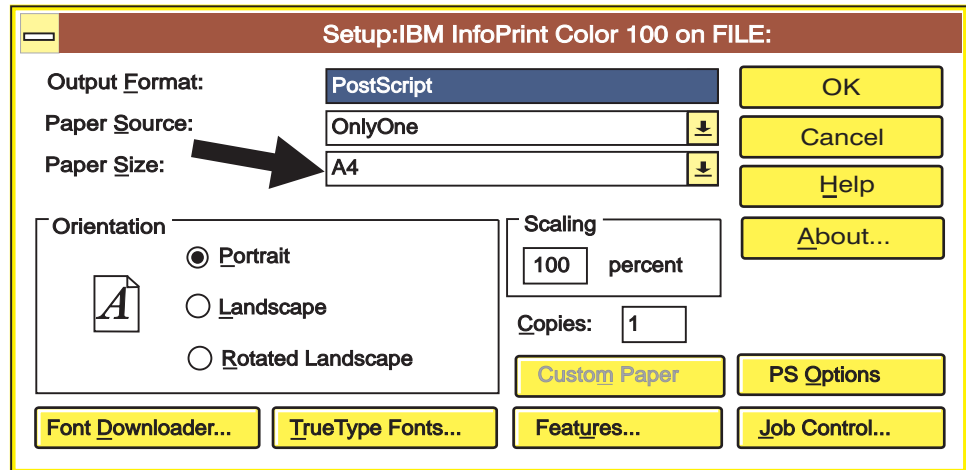 Setup:IBM InfoPrint Color 100 on FILE:
Output Format:
PostScript
OK
Paper Source:
OnlyOne
Cancel
Paper Size:
A4
Help
Orientation
Scaling
About...
Portrait
100 percent
Landscape
Copies: 1
Rotated Landscape
Custom Paper
PS Options
Font Downloader...
TrueType Fonts...
Features...
Job Control...
A